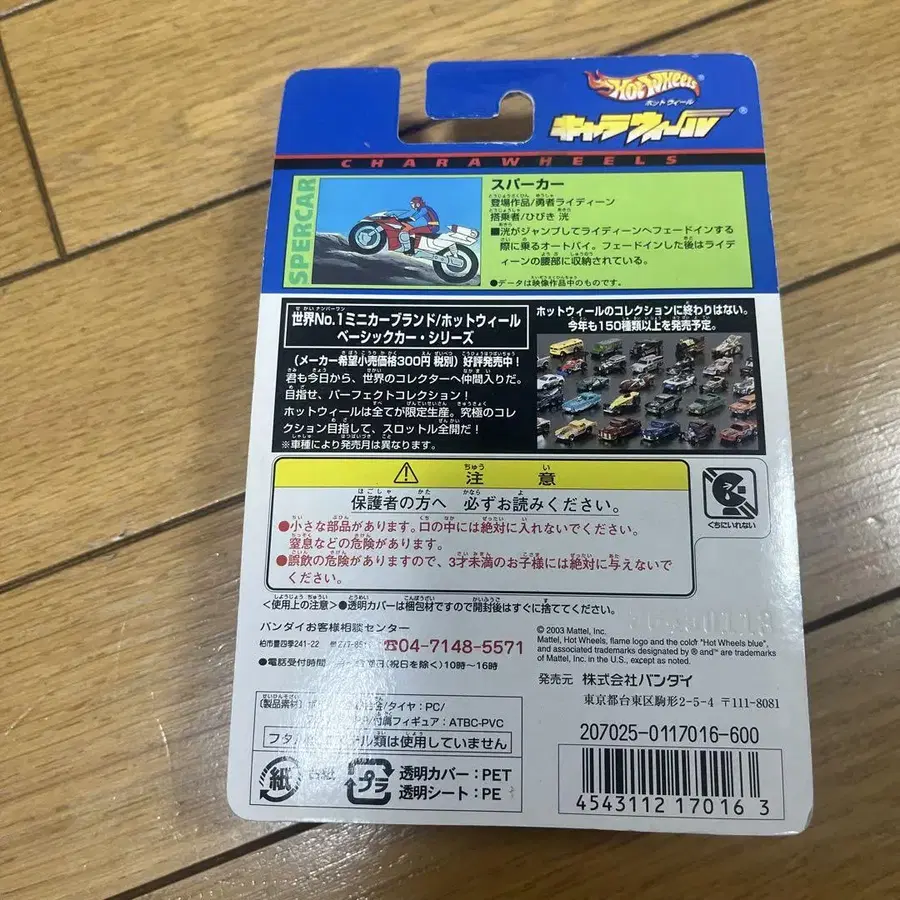 Hot Wheels
ホットウィール
キャラウィール ®
CHARAWHEELS
SPERCAR
スパーカー
登場作品/勇者ライディーン
搭乗者/ひびき 洸
■洸がジャンプしてライディーンへフェードインする
際に乗るオートバイ。フェードインした後はライ
ディーンの腰部に収納されている。
●データは映像作品中のものです。
世界No.1ミニカーブランド/ホットウィール
ベーシックカー・シリーズ
(メーカー希望小売価格300円 税別) 好評発売中!
君も今日から、世界のコレクターへ仲間入りだ。
目指せ、パーフェクトコレクション!
ホットウィールは全てが限定生産。究極のコレ
クション目指して、スロットル全開だ!
※車種により発売月は異なります。
ホットウィールのコレクションに終わりはない。
今年も150種類以上を発売予定。
注意
保護者の方へ 必ずお読みください。
●小さな部品があります。口の中には絶対に入れないでください。
窒息などの危険があります。
●誤飲の危険がありますので、3才未満のお子様には絶対に与えないで
ください。
くちにいれない
<使用上の注意>●透明カバーは梱包材ですので開封後はすぐに捨ててください。
バンダイお客様相談センター
柏市豊四季241-22
☎04-7148-5571
●電話受付時間
(祝日を除く)10時〜16時
© 2003 Mattel, Inc.
Mattel, Hot Wheels, flame logo and the color "Hot Wheels blue",
and associated trademarks designated by ® and ™ are trademarks
of Mattel, Inc. in the U.S., except as noted.
発売元 株式会社バンダイ
東京都台東区駒形2-5-4 〒111-8081
〔製品素材〕
/タイヤ:PC/
付属フィギュア:ATBC-PVC
フタ
ール類は使用していません
紙
台紙
プラ
透明カバー:PET
透明シート:PE
207025-0117016-600
4543112 17016 3